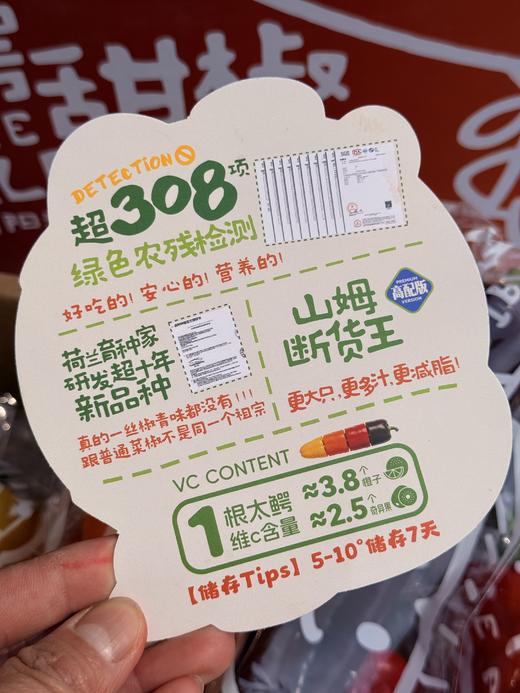 甜椒
DETECTION
超308项
绿色农残检测
好吃的! 安心的! 营养的!
荷兰育种家
研发超十年
新品种
真的一丝椒青味都没有!!!
跟普通菜椒不是同一个祖宗
PREMIUM
高配版
VERSION
山姆
断货王
更大只,更多汁,更减脂!
VC CONTENT
1根太鳄
维c含量
≈3.8个橙子
≈2.5个奇异果
【储存Tips】5-10°储存7天